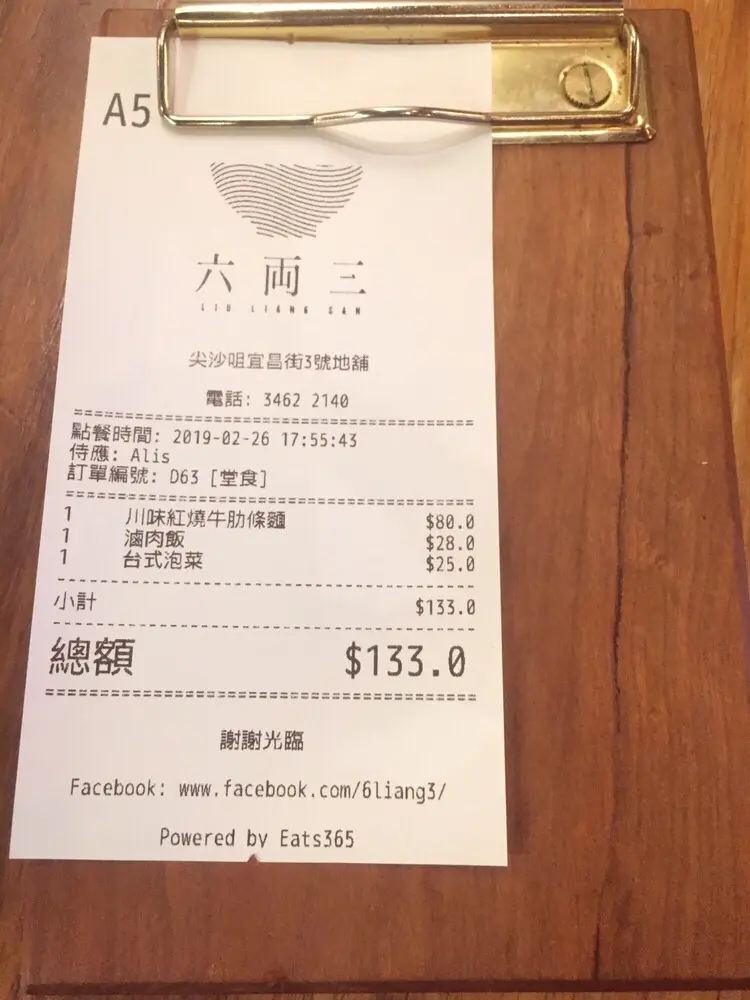 A5
六両三
LIU LIANG SAN
尖沙咀宜昌街3號地舖
電話: 3462 2140
點餐時間: 2019-02-26 17:55:43
侍應: Alis
訂單編號: D63 [堂食]
1 川味紅燒牛肋條麵 $80.0
1 滷肉飯 $28.0
1 台式泡菜 $25.0
小計 $133.0
總額 $133.0
謝謝光臨
Facebook: www.facebook.com/6liang3/
Powered by Eats365